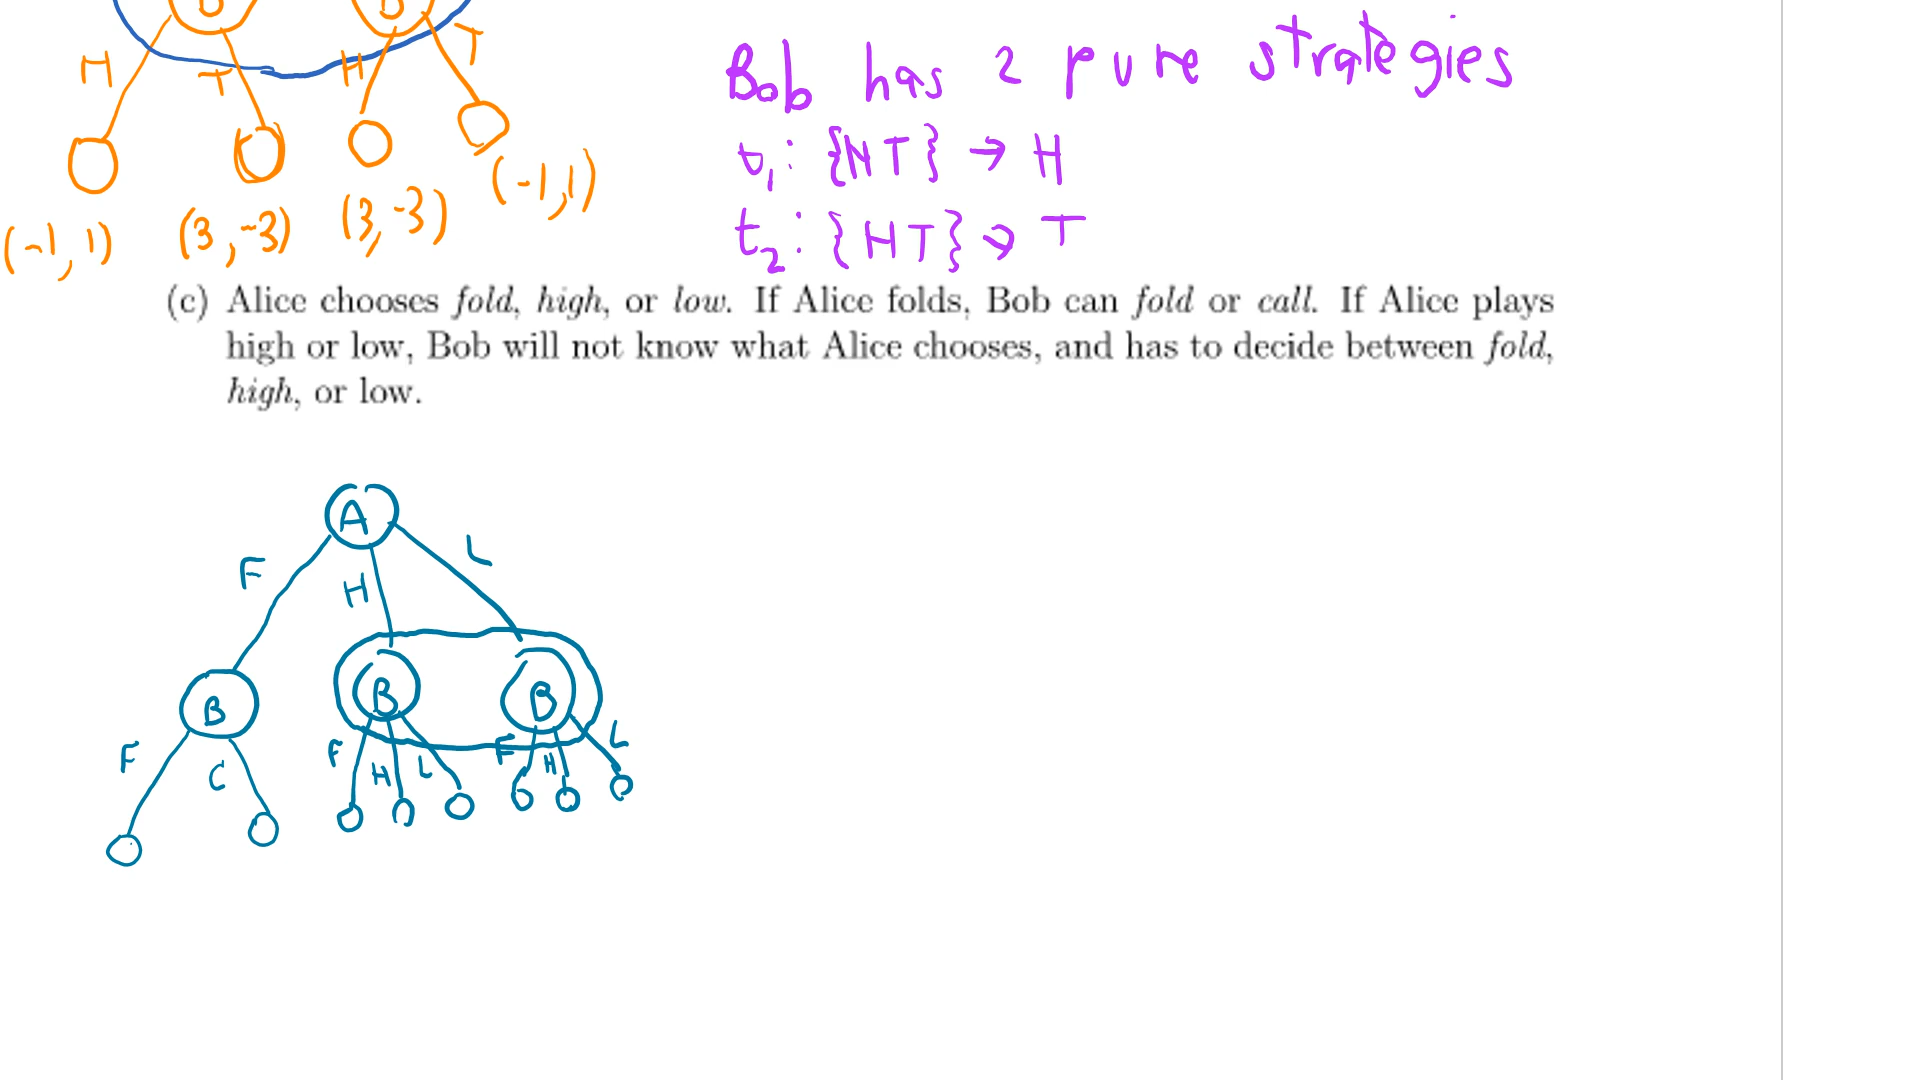 H T H T
Bob has 2 pure strategies
t₁: {HT} → H
(-1,1) (3,-3) (3,-3) (-1,1)
t₂: {HT} → T
(c) Alice chooses fold, high, or low. If Alice folds, Bob can fold or call. If Alice plays
high or low, Bob will not know what Alice chooses, and has to decide between fold,
high, or low.
A
F H L
B B B
F C F H L F H L